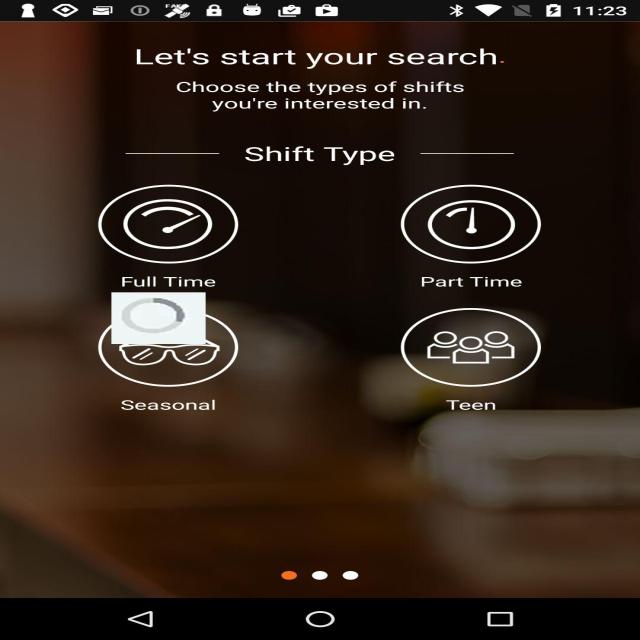 11:23
Let's start your search.
Choose the types of shifts
you're interested in.
Shift Type
Full Time
Part Time
Seasonal
Teen